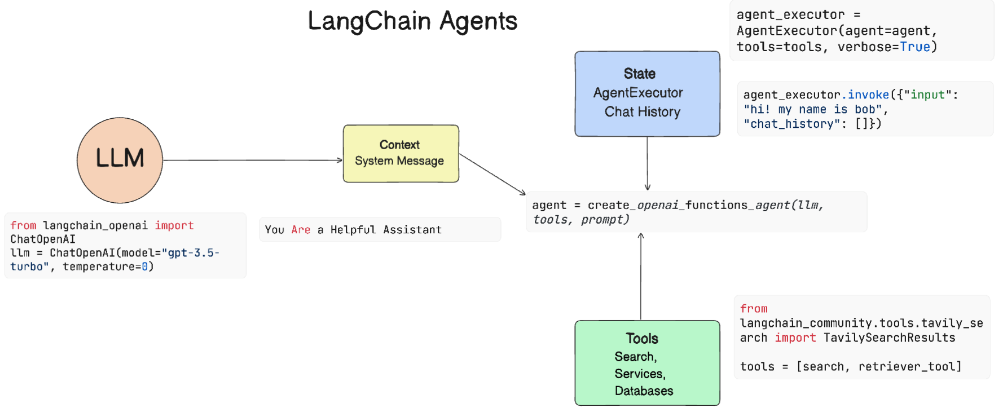 LangChain Agents
agent_executor =
AgentExecutor(agent=agent,
tools=tools, verbose=True)
State
AgentExecutor
Chat History
agent_executor.invoke({"input":
"hi! my name is bob",
"chat_history": []})
LLM
Context
System Message
agent = create_openai_functions_agent(llm,
tools, prompt)
from langchain_openai import
ChatOpenAI
llm = ChatOpenAI(model="gpt-3.5-
turbo", temperature=0)
You Are a Helpful Assistant
Tools
Search,
Services,
Databases
from
langchain_community.tools.tavily_se
arch import TavilySearchResults
tools = [search, retriever_tool]